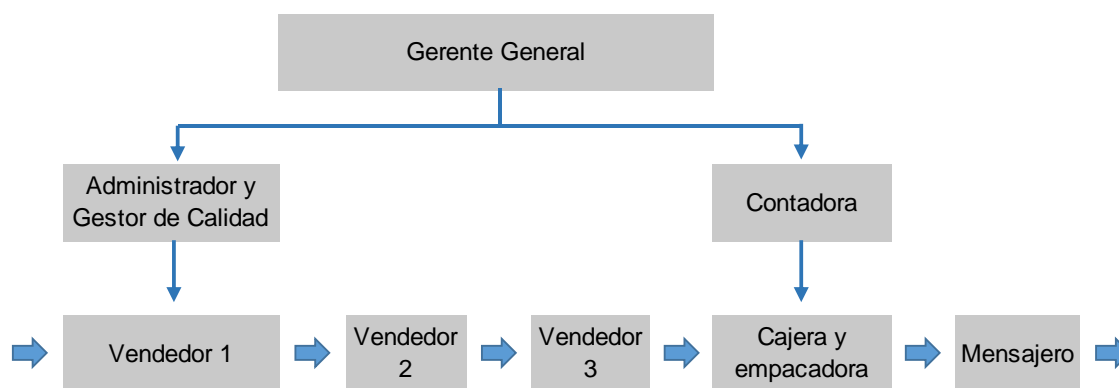 Gerente General
Administrador y
Gestor de Calidad
Contadora
Vendedor 1
Vendedor
2
Vendedor
3
Cajera y
empacadora
Mensajero